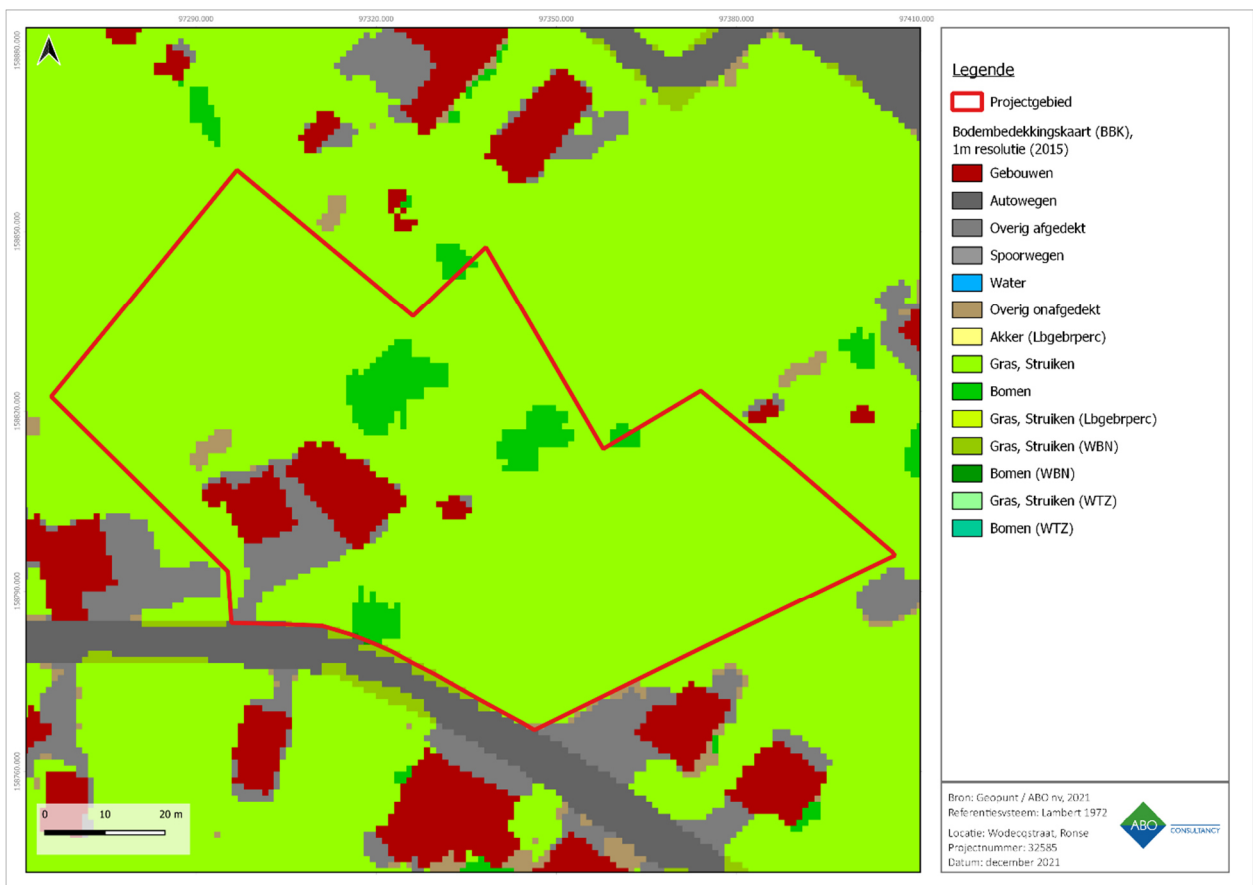 97290.000
97320.000
97350.000
97380.000
97410.000
158880.000
158850.000
158820.000
158790.000
158760.000
0 10 20 m
Legende
Projectgebied
Bodembedekkingskaart (BBK),
1m resolutie (2015)
Gebouwen
Autowegen
Overig afgedekt
Spoorwegen
Water
Overig onafgedekt
Akker (Lbgebrperc)
Gras, Struiken
Bomen
Gras, Struiken (Lbgebrperc)
Gras, Struiken (WBN)
Bomen (WBN)
Gras, Struiken (WTZ)
Bomen (WTZ)
Bron: Geopunt / ABO nv, 2021
Referentiesysteem: Lambert 1972
Locatie: Wodecqstraat, Ronse
Projectnummer: 32585
Datum: december 2021
ABO
CONSULTANCY